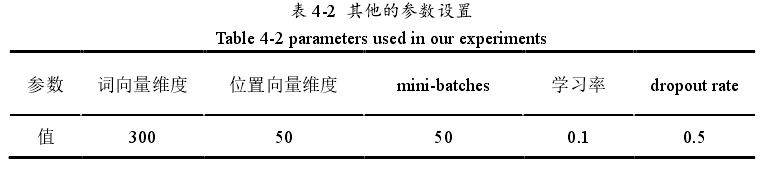 表 4-2 其他的参数设置
Table 4-2 parameters used in our experiments
参数 词向量维度 位置向量维度 mini-batches 学习率 dropout rate
值 300 50 50 0.1 0.5